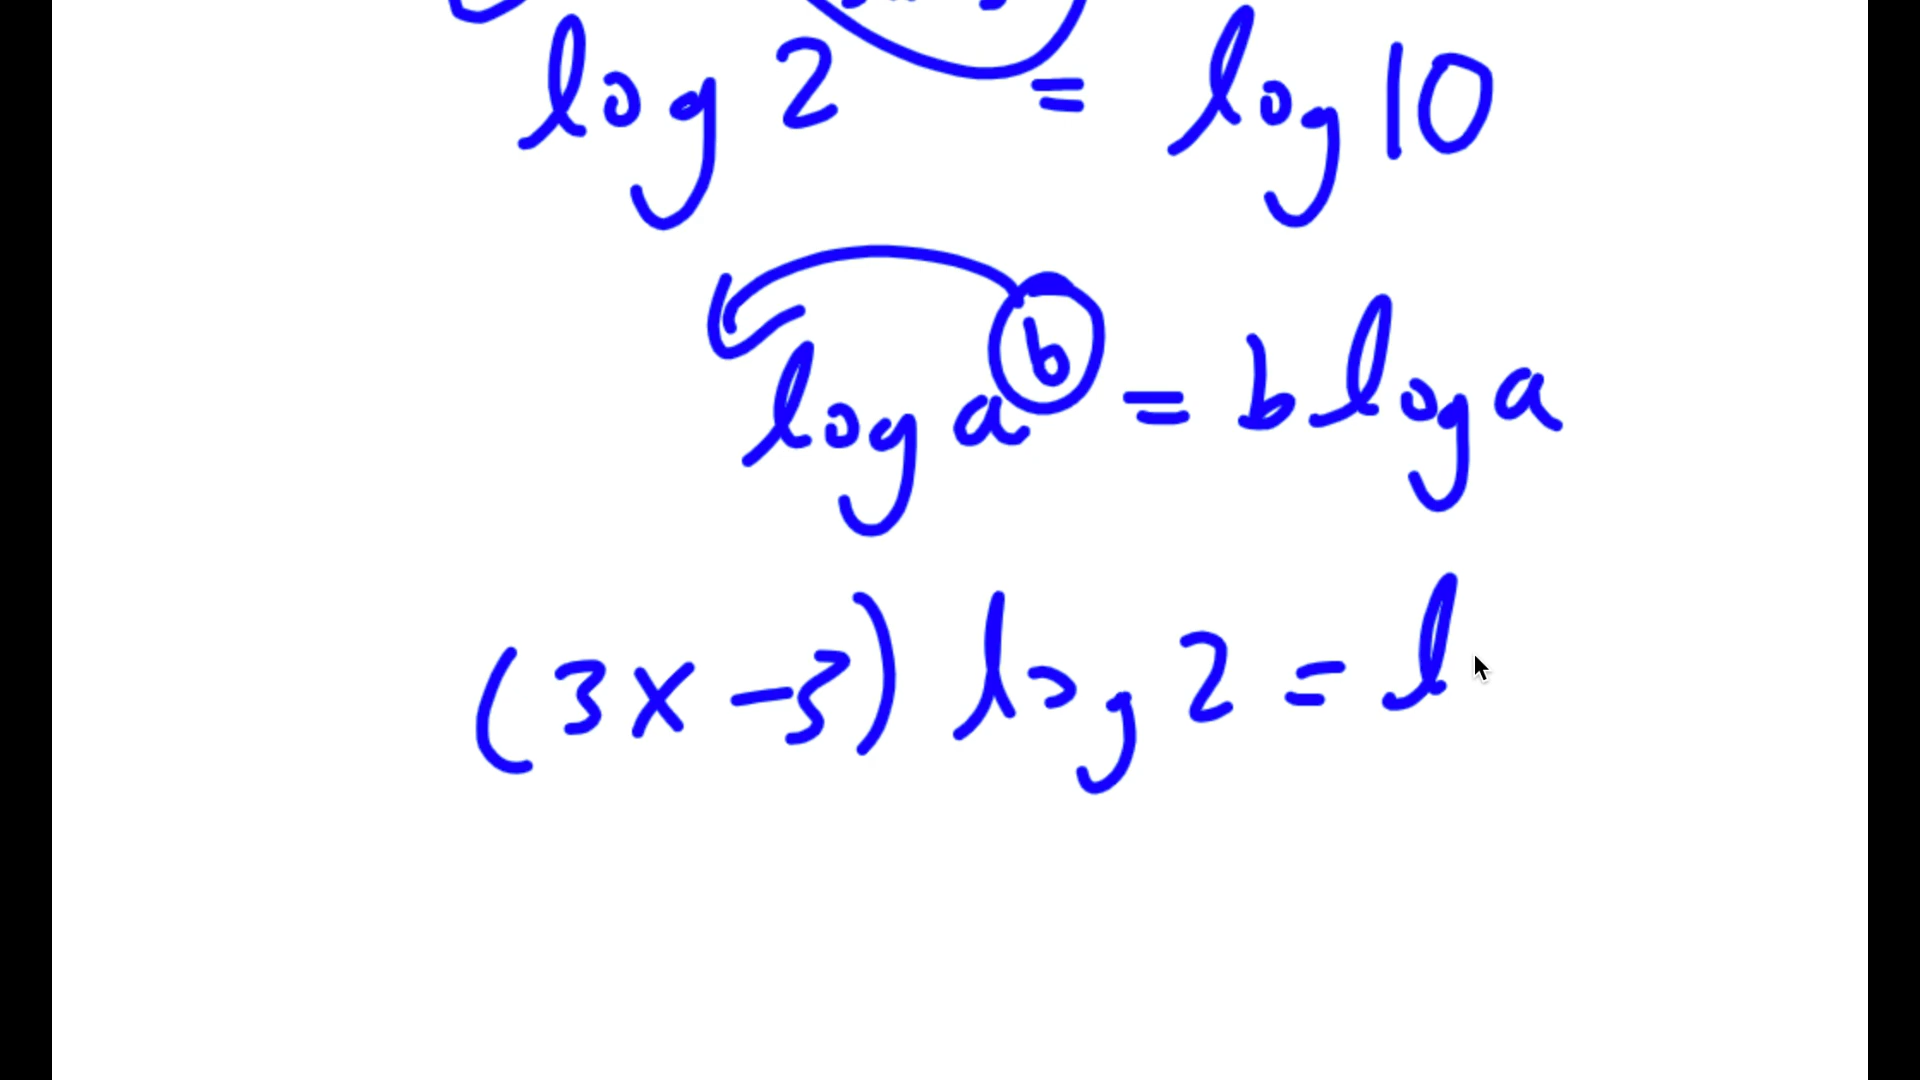 log 2 = log 10
log a^b = b log a
(3x - 3) log 2 = l